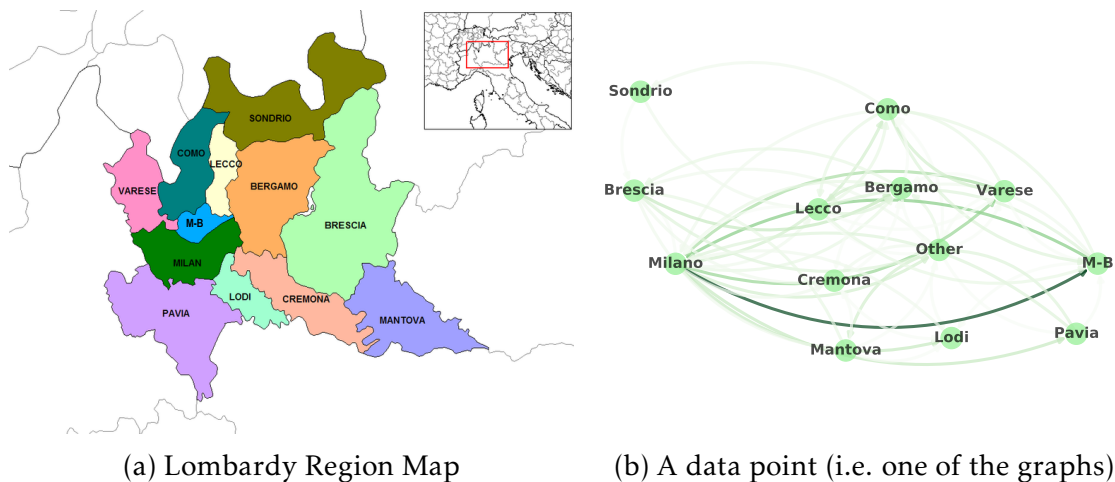 SONDRIO
COMO
LECCO
VARESE
BERGAMO
M-B
BRESCIA
MILAN
LODI
CREMONA
PAVIA
MANTOVA
Sondrio
Como
Brescia
Bergamo
Varese
Lecco
Other
Milano
M-B
Cremona
Lodi
Pavia
Mantova
(a) Lombardy Region Map
(b) A data point (i.e. one of the graphs)